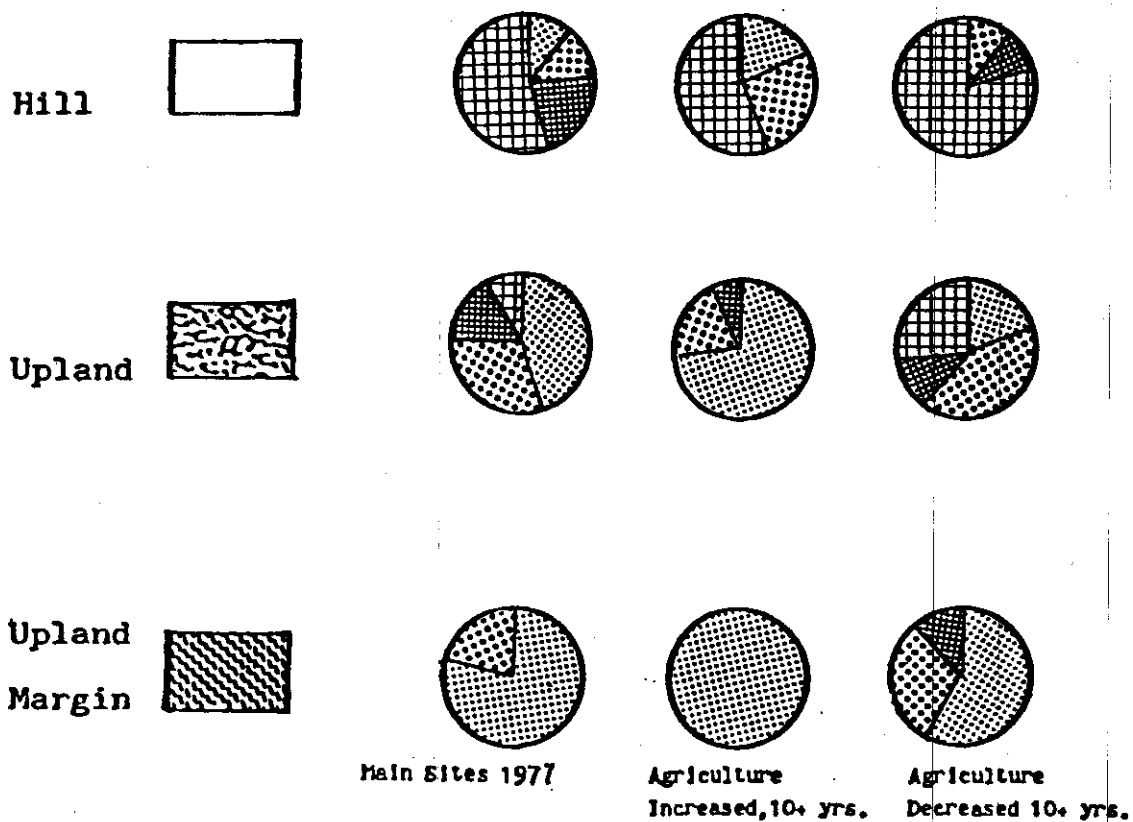 Hill
Upland
Upland
Margin
Main Sites 1977
Agriculture
Increased, 10+ yrs.
Agriculture
Decreased 10+ yrs.